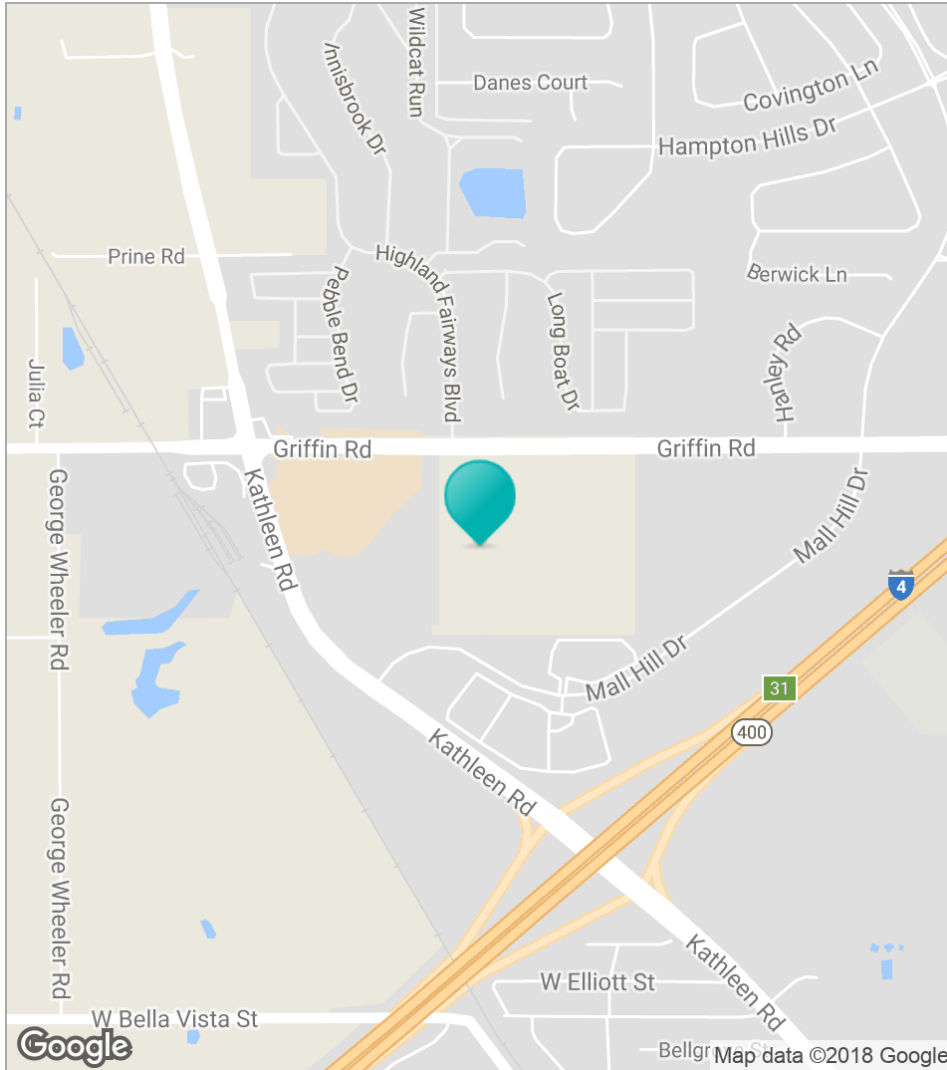 Innisbrook Dr
Wildcat Run
Danes Court
Covington Ln
Hampton Hills Dr
Prine Rd
Highland Fairways Blvd
Pebble Bend Dr
Long Boat Dr
Berwick Ln
Hanley Rd
Julia Ct
Griffin Rd
Griffin Rd
Kathleen Rd
George Wheeler Rd
Mall Hill Dr
4
Mall Hill Dr
31
400
Kathleen Rd
George Wheeler Rd
Kathleen Rd
W Elliott St
W Bella Vista St
Google
Map data ©2018 Google